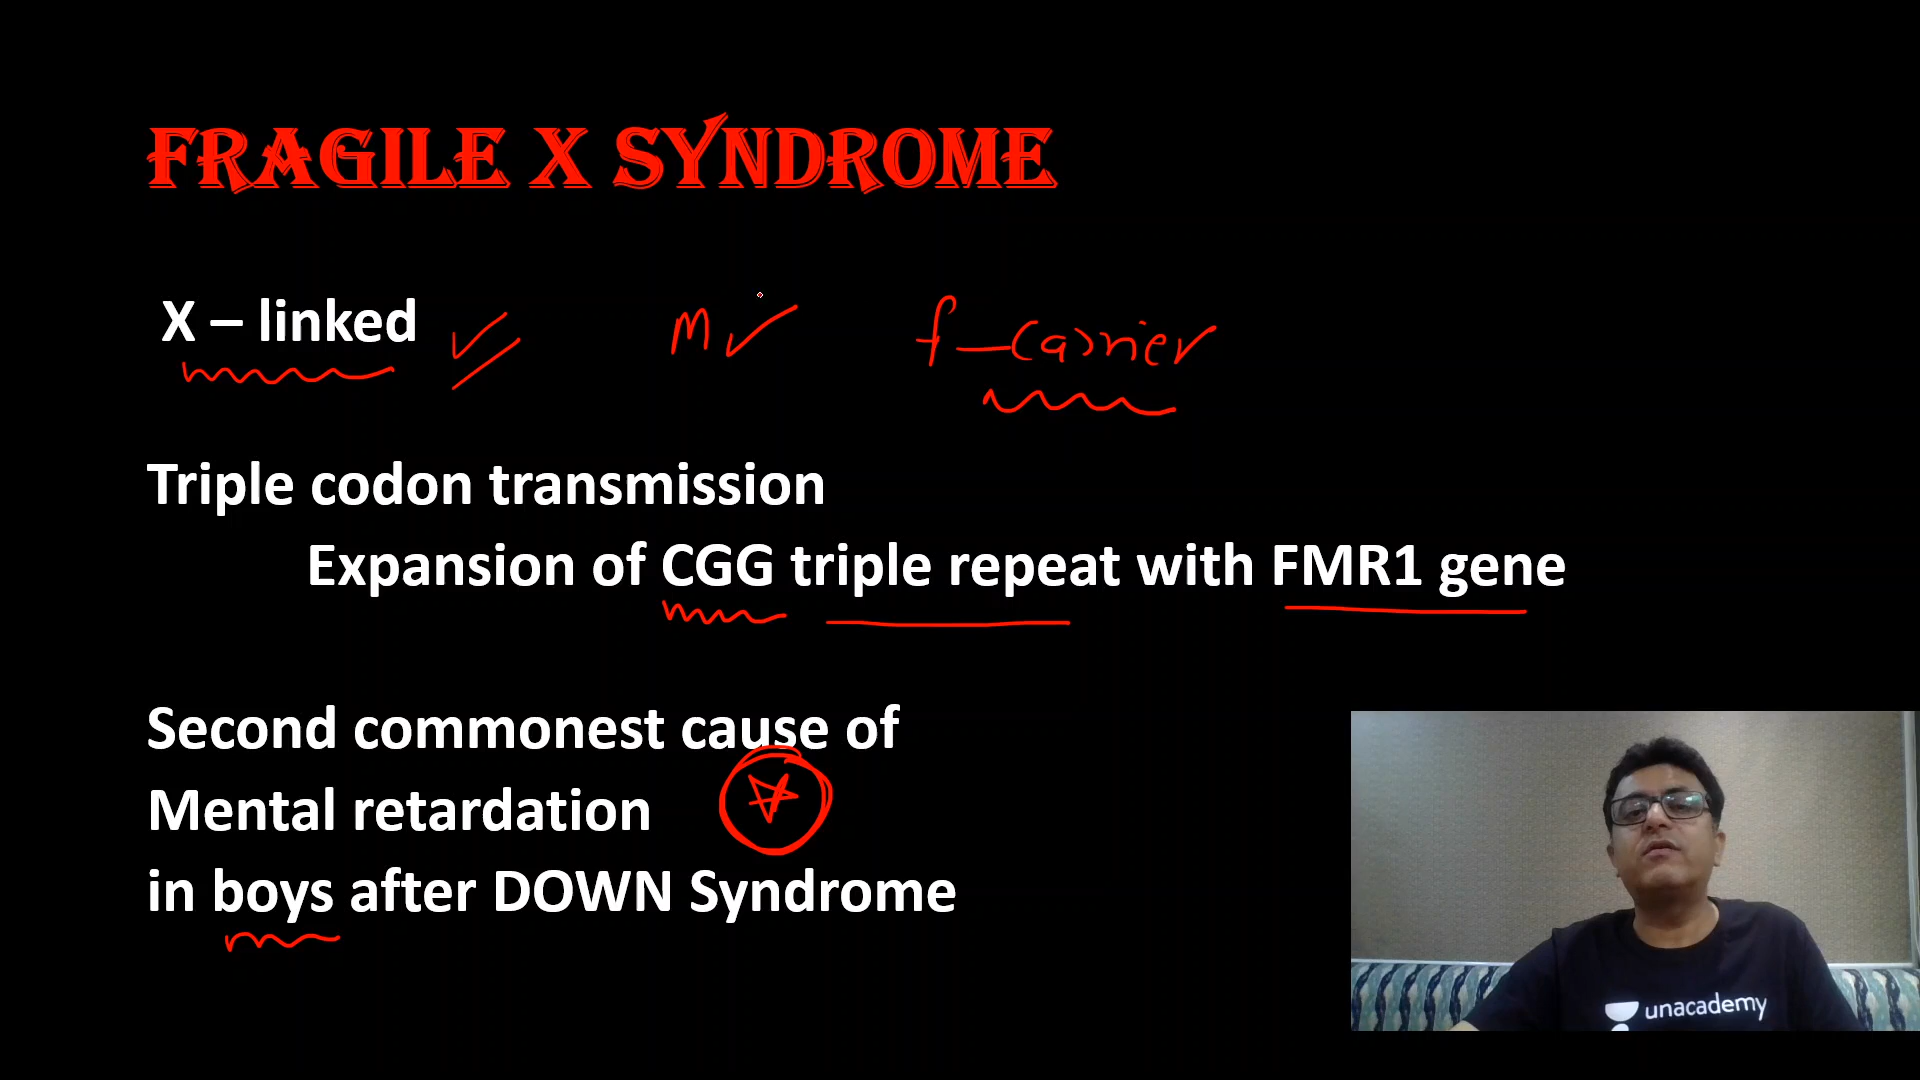 FRAGILE X SYNDROME
X – linked M f – carrier
Triple codon transmission
Expansion of CGG triple repeat with FMR1 gene
Second commonest cause of
Mental retardation
in boys after DOWN Syndrome
unacademy